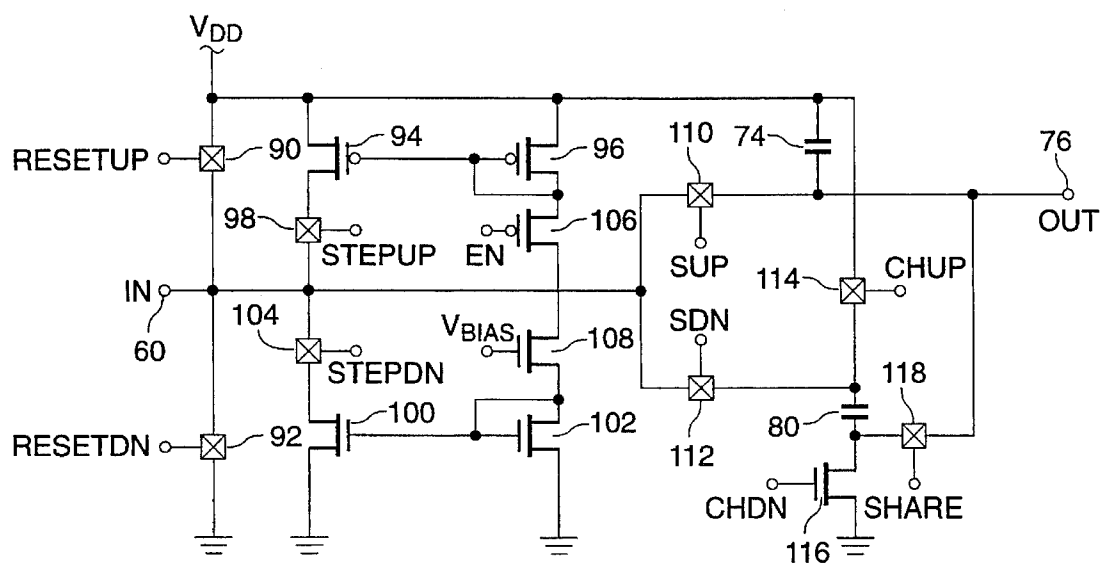 VDD
RESETUP
90
94
96
110
74
76
98
STEPUP
EN
106
SUP
OUT
IN
60
104
STEPDN
VBIAS
108
SDN
114
CHUP
112
80
118
RESETDN
92
100
102
CHDN
116
SHARE